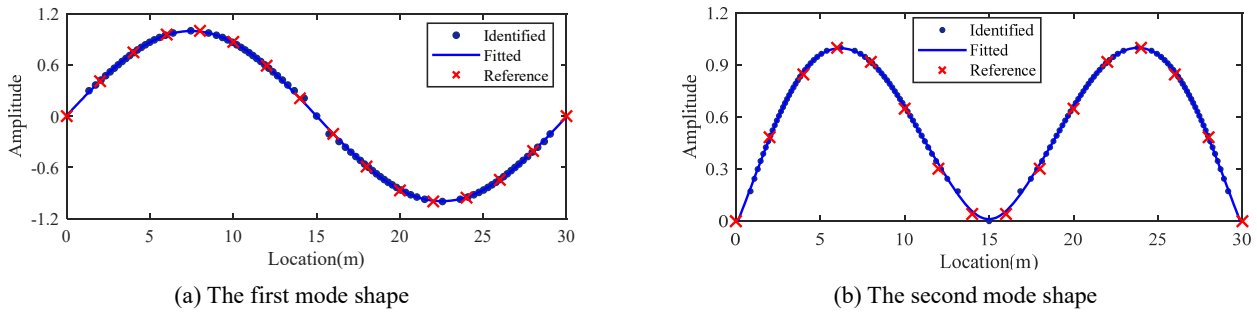 1.2
0.6
0
-0.6
-1.2
Amplitude
0 5 10 15 20 25 30
Location(m)
Identified
Fitted
Reference
(a) The first mode shape
1.2
0.9
0.6
0.3
0
Amplitude
0 5 10 15 20 25 30
Location(m)
Identified
Fitted
Reference
(b) The second mode shape